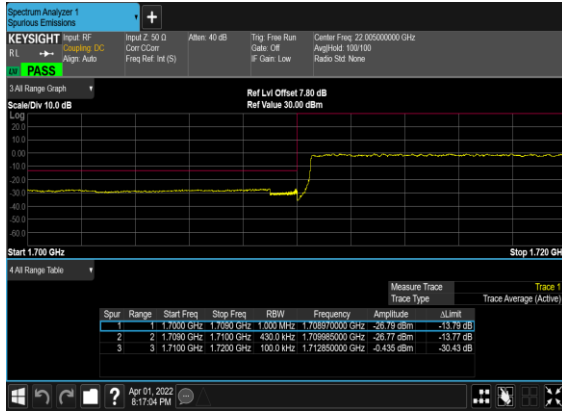 Spectrum Analyzer 1
Spurious Emissions
+
KEYSIGHT Input: RF Input Z: 50 Ω Atten: 40 dB Trig: Free Run Center Freq: 22.005000000 GHz
RL Coupling: DC Corr CCorr Gate: Off Avg|Hold: 100/100
Align: Auto Freq Ref: Int (S) IF Gain: Low Radio Std: None
PASS
3 All Range Graph
Ref Lvl Offset 7.80 dB
Scale/Div 10.0 dB Ref Value 30.00 dBm
Log
20.0
10.0
0.00
-10.0
-20.0
-30.0
-40.0
-50.0
-60.0
Start 1.700 GHz Stop 1.720 GH
4 All Range Table
Measure Trace Trace 1
Trace Type Trace Average (Active)
Spur Range Start Freq Stop Freq RBW Frequency Amplitude ΔLimit
1 1 1.7000 GHz 1.7090 GHz 1.000 MHz 1.708970000 GHz -26.79 dBm -13.79 dB
2 2 1.7090 GHz 1.7100 GHz 430.0 kHz 1.709985000 GHz -26.77 dBm -13.77 dB
3 3 1.7100 GHz 1.7200 GHz 100.0 kHz 1.712850000 GHz -0.435 dBm -30.43 dB
? Apr 01, 2022
8:17:04 PM